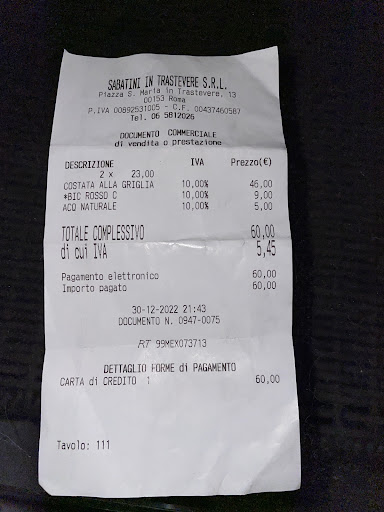 SABATINI IN TRASTEVERE S.R.L.
Piazza S. Maria in Trastevere, 13
00153 Roma
P.IVA 00892531005 - C.F. 00437460587
Tel. 06 5812026
DOCUMENTO COMMERCIALE
di vendita o prestazione
DESCRIZIONE IVA Prezzo(€)
2 x 23,00
COSTATA ALLA GRIGLIA 10,00% 46,00
*BIC ROSSO C 10,00% 9,00
ACQ NATURALE 10,00% 5,00
TOTALE COMPLESSIVO 60,00
di cui IVA 5,45
Pagamento elettronico 60,00
Importo pagato 60,00
30-12-2022 21:43
DOCUMENTO N. 0947-0075
RT 99MEX073713
DETTAGLIO FORME di PAGAMENTO
CARTA di CREDITO 1 60,00
Tavolo: 111